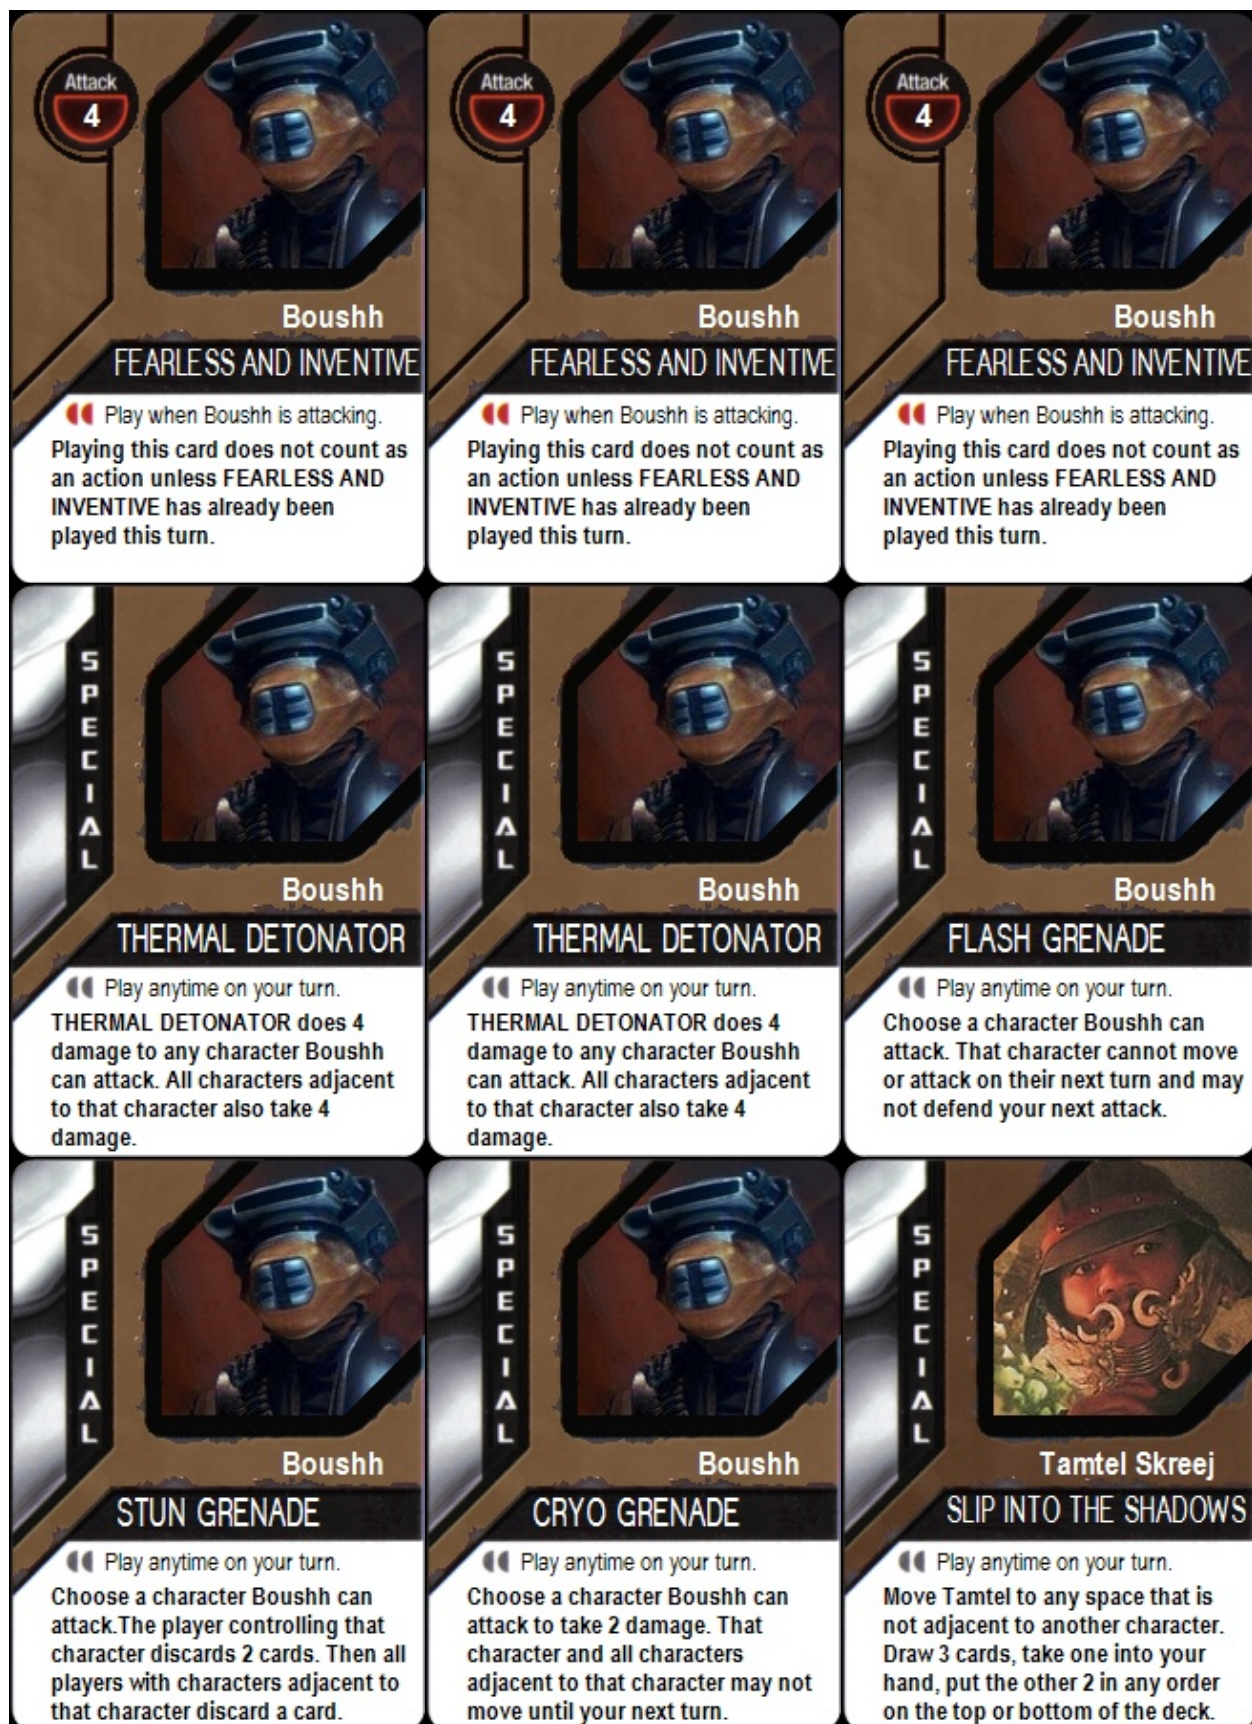 Attack
4
Boushh
FEARLESS AND INVENTIVE
Play when Boushh is attacking.
Playing this card does not count as
an action unless FEARLESS AND
INVENTIVE has already been
played this turn.
Attack
4
Boushh
FEARLESS AND INVENTIVE
Play when Boushh is attacking.
Playing this card does not count as
an action unless FEARLESS AND
INVENTIVE has already been
played this turn.
Attack
4
Boushh
FEARLESS AND INVENTIVE
Play when Boushh is attacking.
Playing this card does not count as
an action unless FEARLESS AND
INVENTIVE has already been
played this turn.
SPECIAL
Boushh
THERMAL DETONATOR
Play anytime on your turn.
THERMAL DETONATOR does 4
damage to any character Boushh
can attack. All characters adjacent
to that character also take 4
damage.
SPECIAL
Boushh
THERMAL DETONATOR
Play anytime on your turn.
THERMAL DETONATOR does 4
damage to any character Boushh
can attack. All characters adjacent
to that character also take 4
damage.
SPECIAL
Boushh
FLASH GRENADE
Play anytime on your turn.
Choose a character Boushh can
attack. That character cannot move
or attack on their next turn and may
not defend your next attack.
SPECIAL
Boushh
STUN GRENADE
Play anytime on your turn.
Choose a character Boushh can
attack.The player controlling that
character discards 2 cards. Then all
players with characters adjacent to
that character discard a card.
SPECIAL
Boushh
CRYO GRENADE
Play anytime on your turn.
Choose a character Boushh can
attack to take 2 damage. That
character and all characters
adjacent to that character may not
move until your next turn.
SPECIAL
Tamtel Skreej
SLIP INTO THE SHADOWS
Play anytime on your turn.
Move Tamtel to any space that is
not adjacent to another character.
Draw 3 cards, take one into your
hand, put the other 2 in any order
on the top or bottom of the deck.